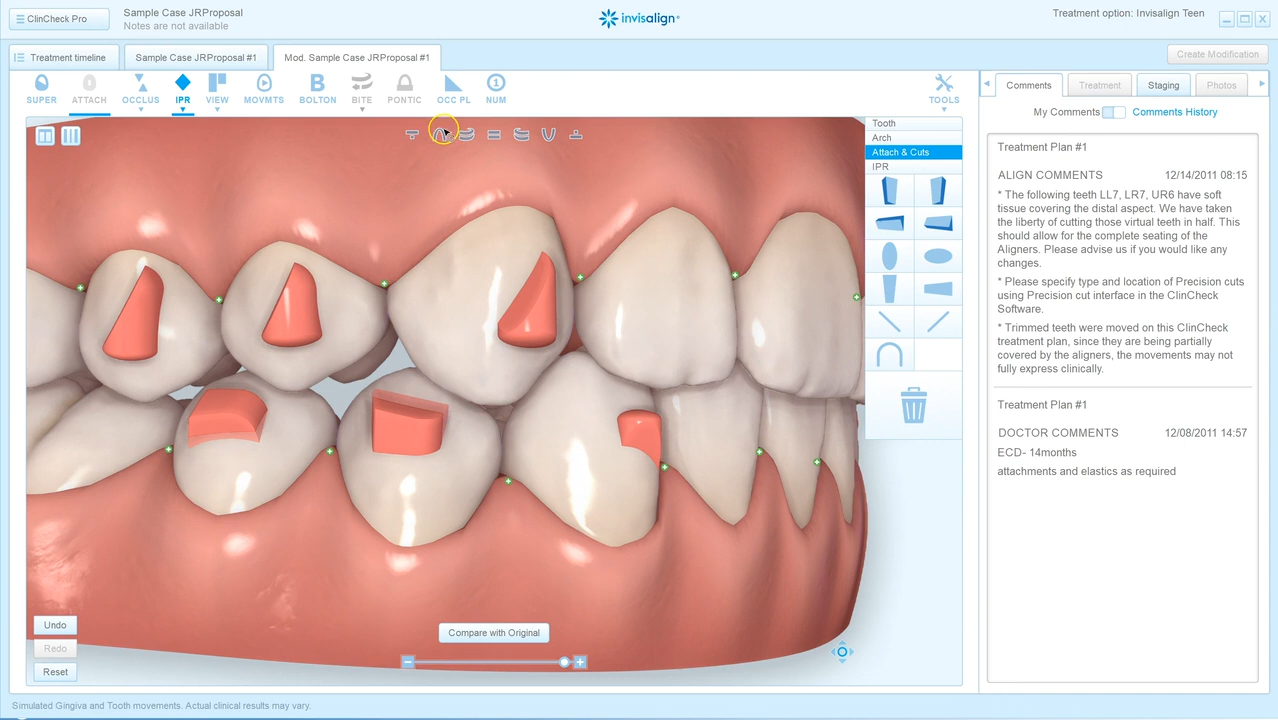 ClinCheck Pro
Sample Case JRProposal
Notes are not available
invisalign
Treatment option: Invisalign Teen
Treatment timeline
Sample Case JRProposal #1
Mod. Sample Case JRProposal #1
Create Modification
SUPER
ATTACH
OCCLUS
IPR
VIEW
MOVMTS
BOLTON
BITE
PONTIC
OCC PL
1
NUM
TOOLS
Tooth
Arch
Attach & Cuts
IPR
Comments
Treatment
Staging
Photos
My Comments
Comments History
Treatment Plan #1
ALIGN COMMENTS 12/14/2011 08:15
* The following teeth LL7, LR7, UR6 have soft
tissue covering the distal aspect. We have taken
the liberty of cutting those virtual teeth in half. This
should allow for the complete seating of the
Aligners. Please advise us if you would like any
changes.
* Please specify type and location of Precision cuts
using Precision cut interface in the ClinCheck
Software.
* Trimmed teeth were moved on this ClinCheck
treatment plan, since they are being partially
covered by the aligners, the movements may not
fully express clinically.
Treatment Plan #1
DOCTOR COMMENTS 12/08/2011 14:57
ECD- 14months
attachments and elastics as required
Undo
Redo
Reset
Compare with Original
Simulated Gingiva and Tooth movements. Actual clinical results may vary.